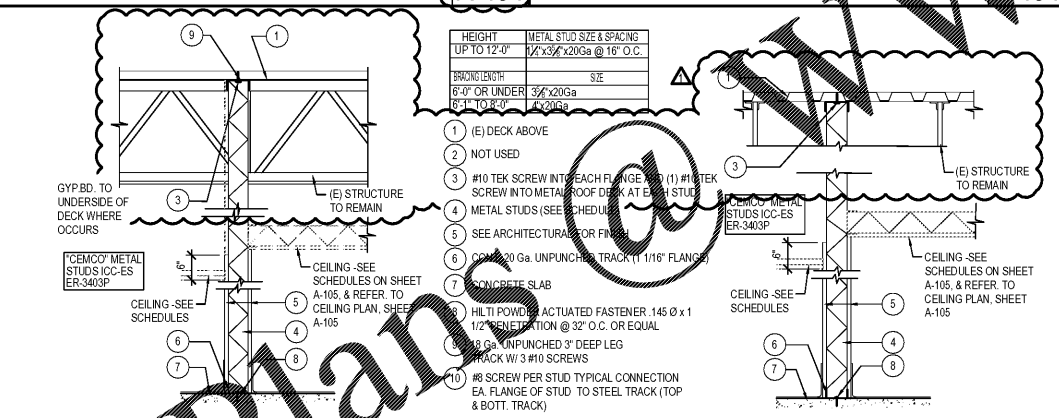 9
1
GYP.BD. TO
UNDERSIDE OF
DECK WHERE
OCCURS
3
(E) STRUCTURE
TO REMAIN
"CEMCO" METAL
STUDS ICC-ES
ER-3403P
6"
CEILING -SEE
SCHEDULES
CEILING -SEE
SCHEDULES ON SHEET
A-105, & REFER. TO
CEILING PLAN, SHEET
A-105
5
4
6
8
7
HEIGHT METAL STUD SIZE & SPACING
UP TO 12'-0" x20Ga @ 16" O.C.
BRACING LENGTH SIZE
6'-0" OR UNDER 3⅝"x20Ga
6'-1" TO 8'-0" 4"x20Ga
1 (E) DECK ABOVE
2 NOT USED
3 #10 TEK SCREW INTO EACH FLANGE AND (1) #10 TEK
SCREW INTO METAL ROOF DECK AT EACH STUD
4 METAL STUDS (SEE SCHEDULE)
5 SEE ARCHITECTURAL FOR FINISH
6 CONT. 20 Ga. UNPUNCHED TRACK (1 1/16" FLANGE)
7 CONCRETE SLAB
8 HILTI POWDER ACTUATED FASTENER .145 Ø x 1
1/2" PENETRATION @ 32" O.C. OR EQUAL
9 18 Ga. UNPUNCHED 3" DEEP LEG
TRACK W/ 3 #10 SCREWS
10 #8 SCREW PER STUD TYPICAL CONNECTION
EA. FLANGE OF STUD TO STEEL TRACK (TOP
& BOTT. TRACK)
1
1
3
(E) STRUCTURE
TO REMAIN
"CEMCO" METAL
STUDS ICC-ES
ER-3403P
6"
CEILING -SEE
SCHEDULES
CEILING -SEE
SCHEDULES ON SHEET
A-105, & REFER. TO
CEILING PLAN, SHEET
A-105
5
4
6
8
7
Plans @ W